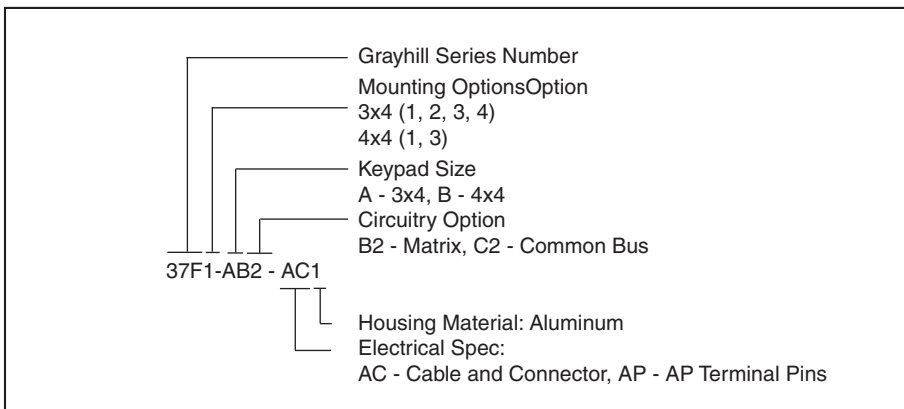 Grayhill Series Number
Mounting OptionsOption
3x4 (1, 2, 3, 4)
4x4 (1, 3)
Keypad Size
A - 3x4, B - 4x4
Circuitry Option
B2 - Matrix, C2 - Common Bus
37F1-AB2 - AC1
Housing Material: Aluminum
Electrical Spec:
AC - Cable and Connector, AP - AP Terminal Pins